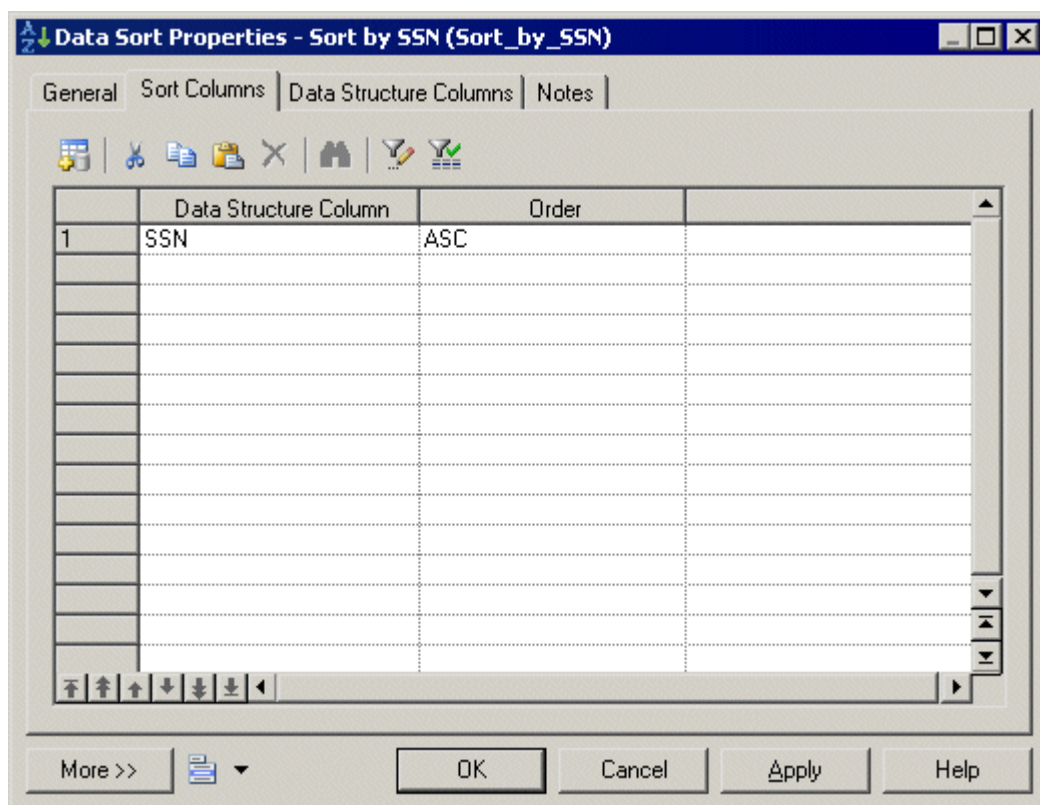 Data Sort Properties - Sort by SSN (Sort_by_SSN)
General Sort Columns Data Structure Columns Notes
Data Structure Column Order
1 SSN ASC
More >> OK Cancel Apply Help